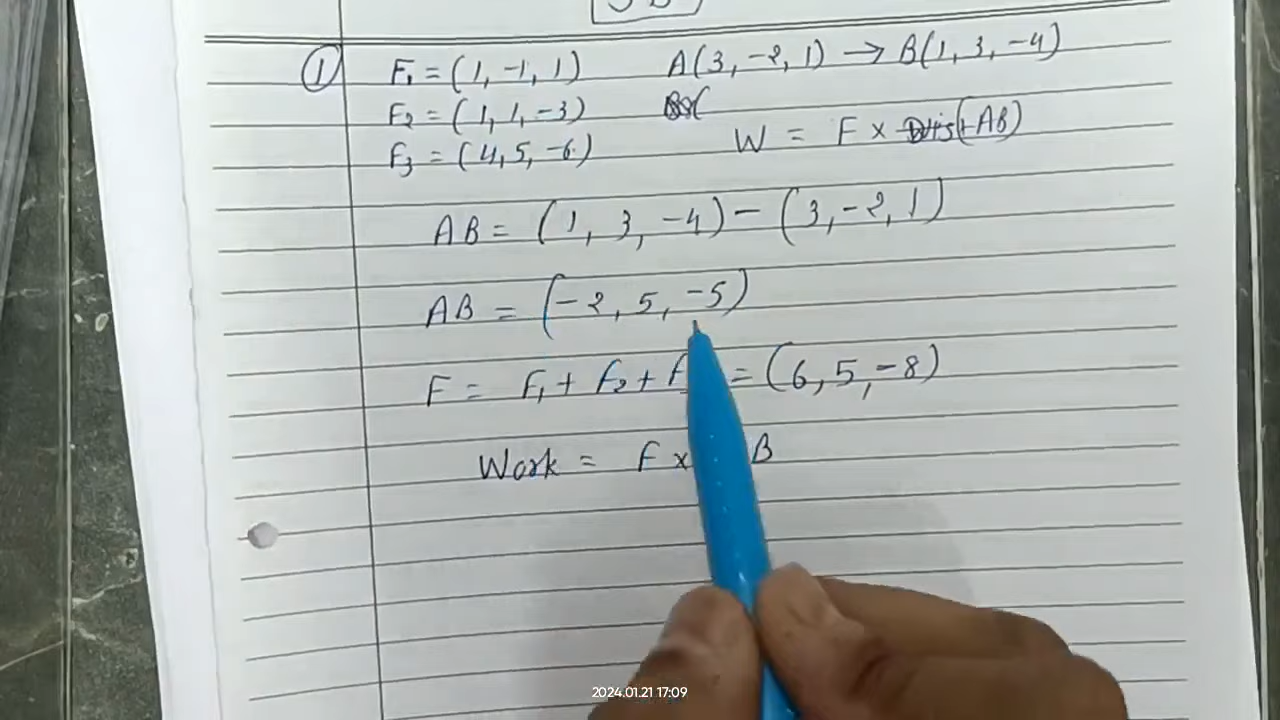 ① F₁ = (1, -1, 1) A(3, -2, 1) → B(1, 3, -4)
F₂ = (1, 1, -3)
F₃ = (4, 5, -6) W = F × (AB)
AB = (1, 3, -4) - (3, -2, 1)
AB = (-2, 5, -5)
F = F₁ + F₂ + F = (6, 5, -8)
Work = F × B
2024.01.21 17:09